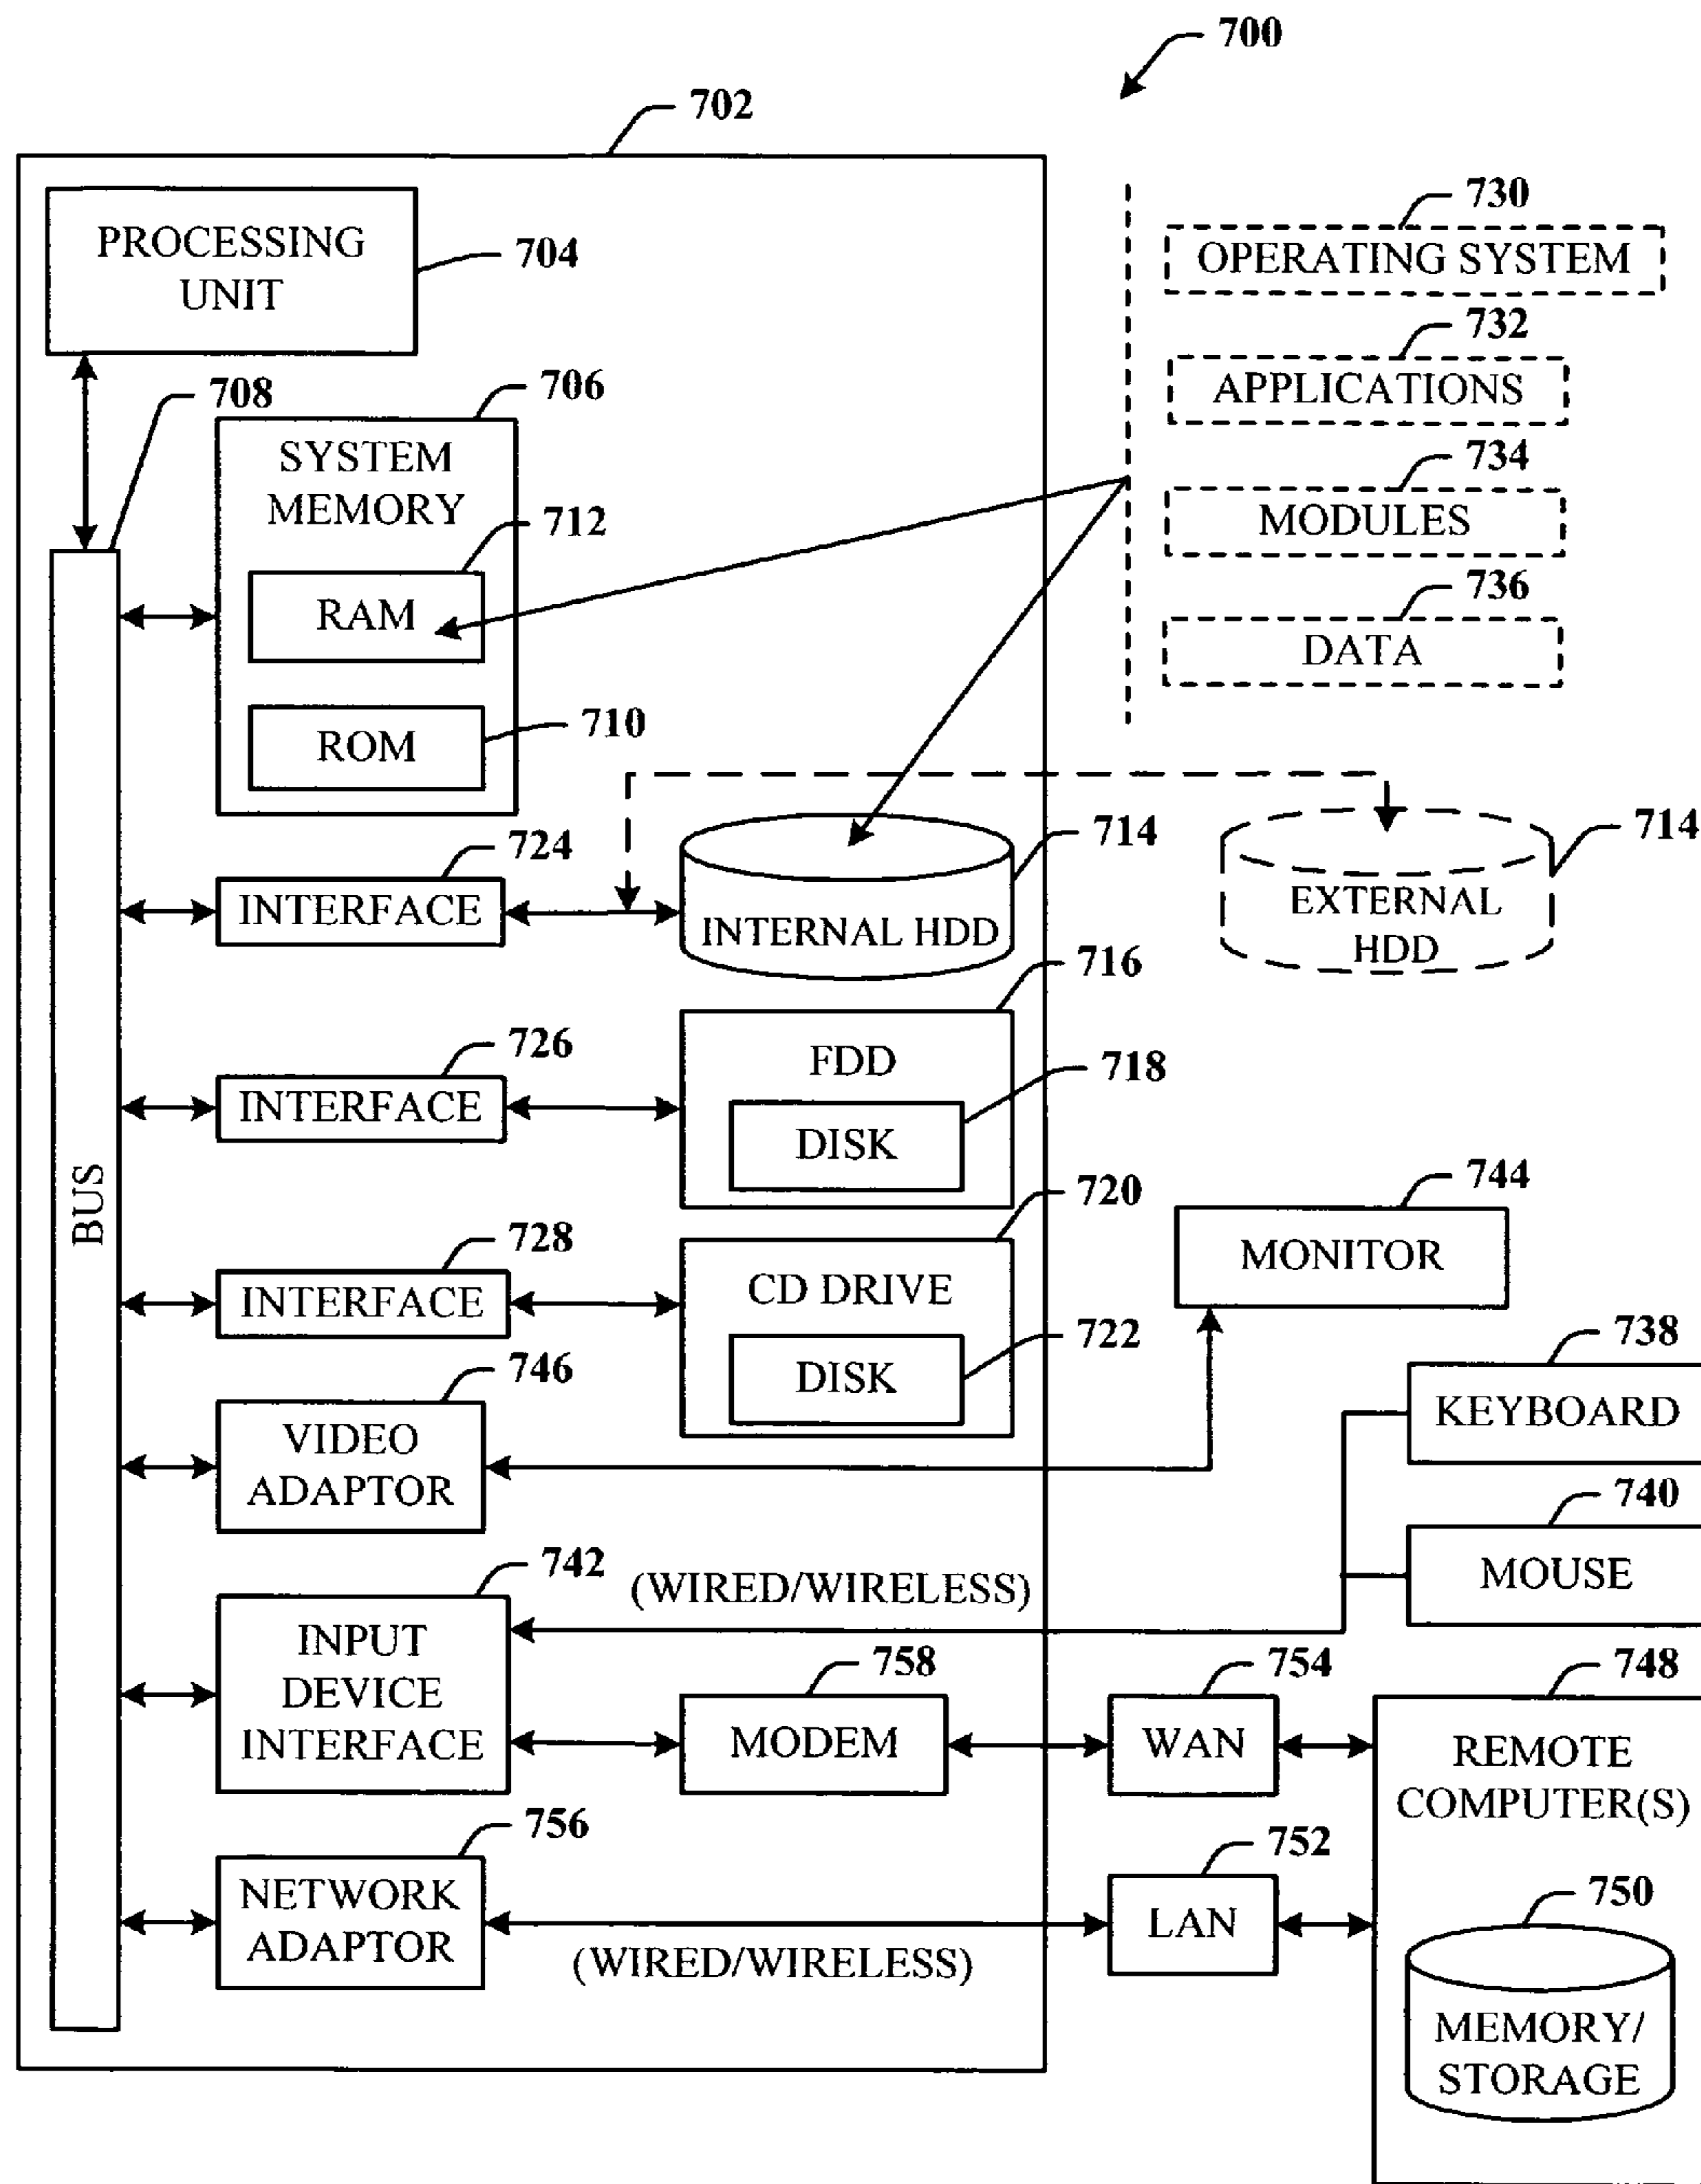 700
702
PROCESSING
UNIT
704
730
OPERATING SYSTEM
732
APPLICATIONS
734
MODULES
736
DATA
708
706
SYSTEM
MEMORY
712
RAM
710
ROM
BUS
724
INTERFACE
714
INTERNAL HDD
714
EXTERNAL
HDD
726
INTERFACE
716
FDD
718
DISK
728
INTERFACE
720
CD DRIVE
722
DISK
744
MONITOR
746
VIDEO
ADAPTOR
738
KEYBOARD
740
MOUSE
742
INPUT
DEVICE
INTERFACE
(WIRED/WIRELESS)
758
MODEM
754
WAN
748
REMOTE
COMPUTER(S)
756
NETWORK
ADAPTOR
(WIRED/WIRELESS)
752
LAN
750
MEMORY/
STORAGE